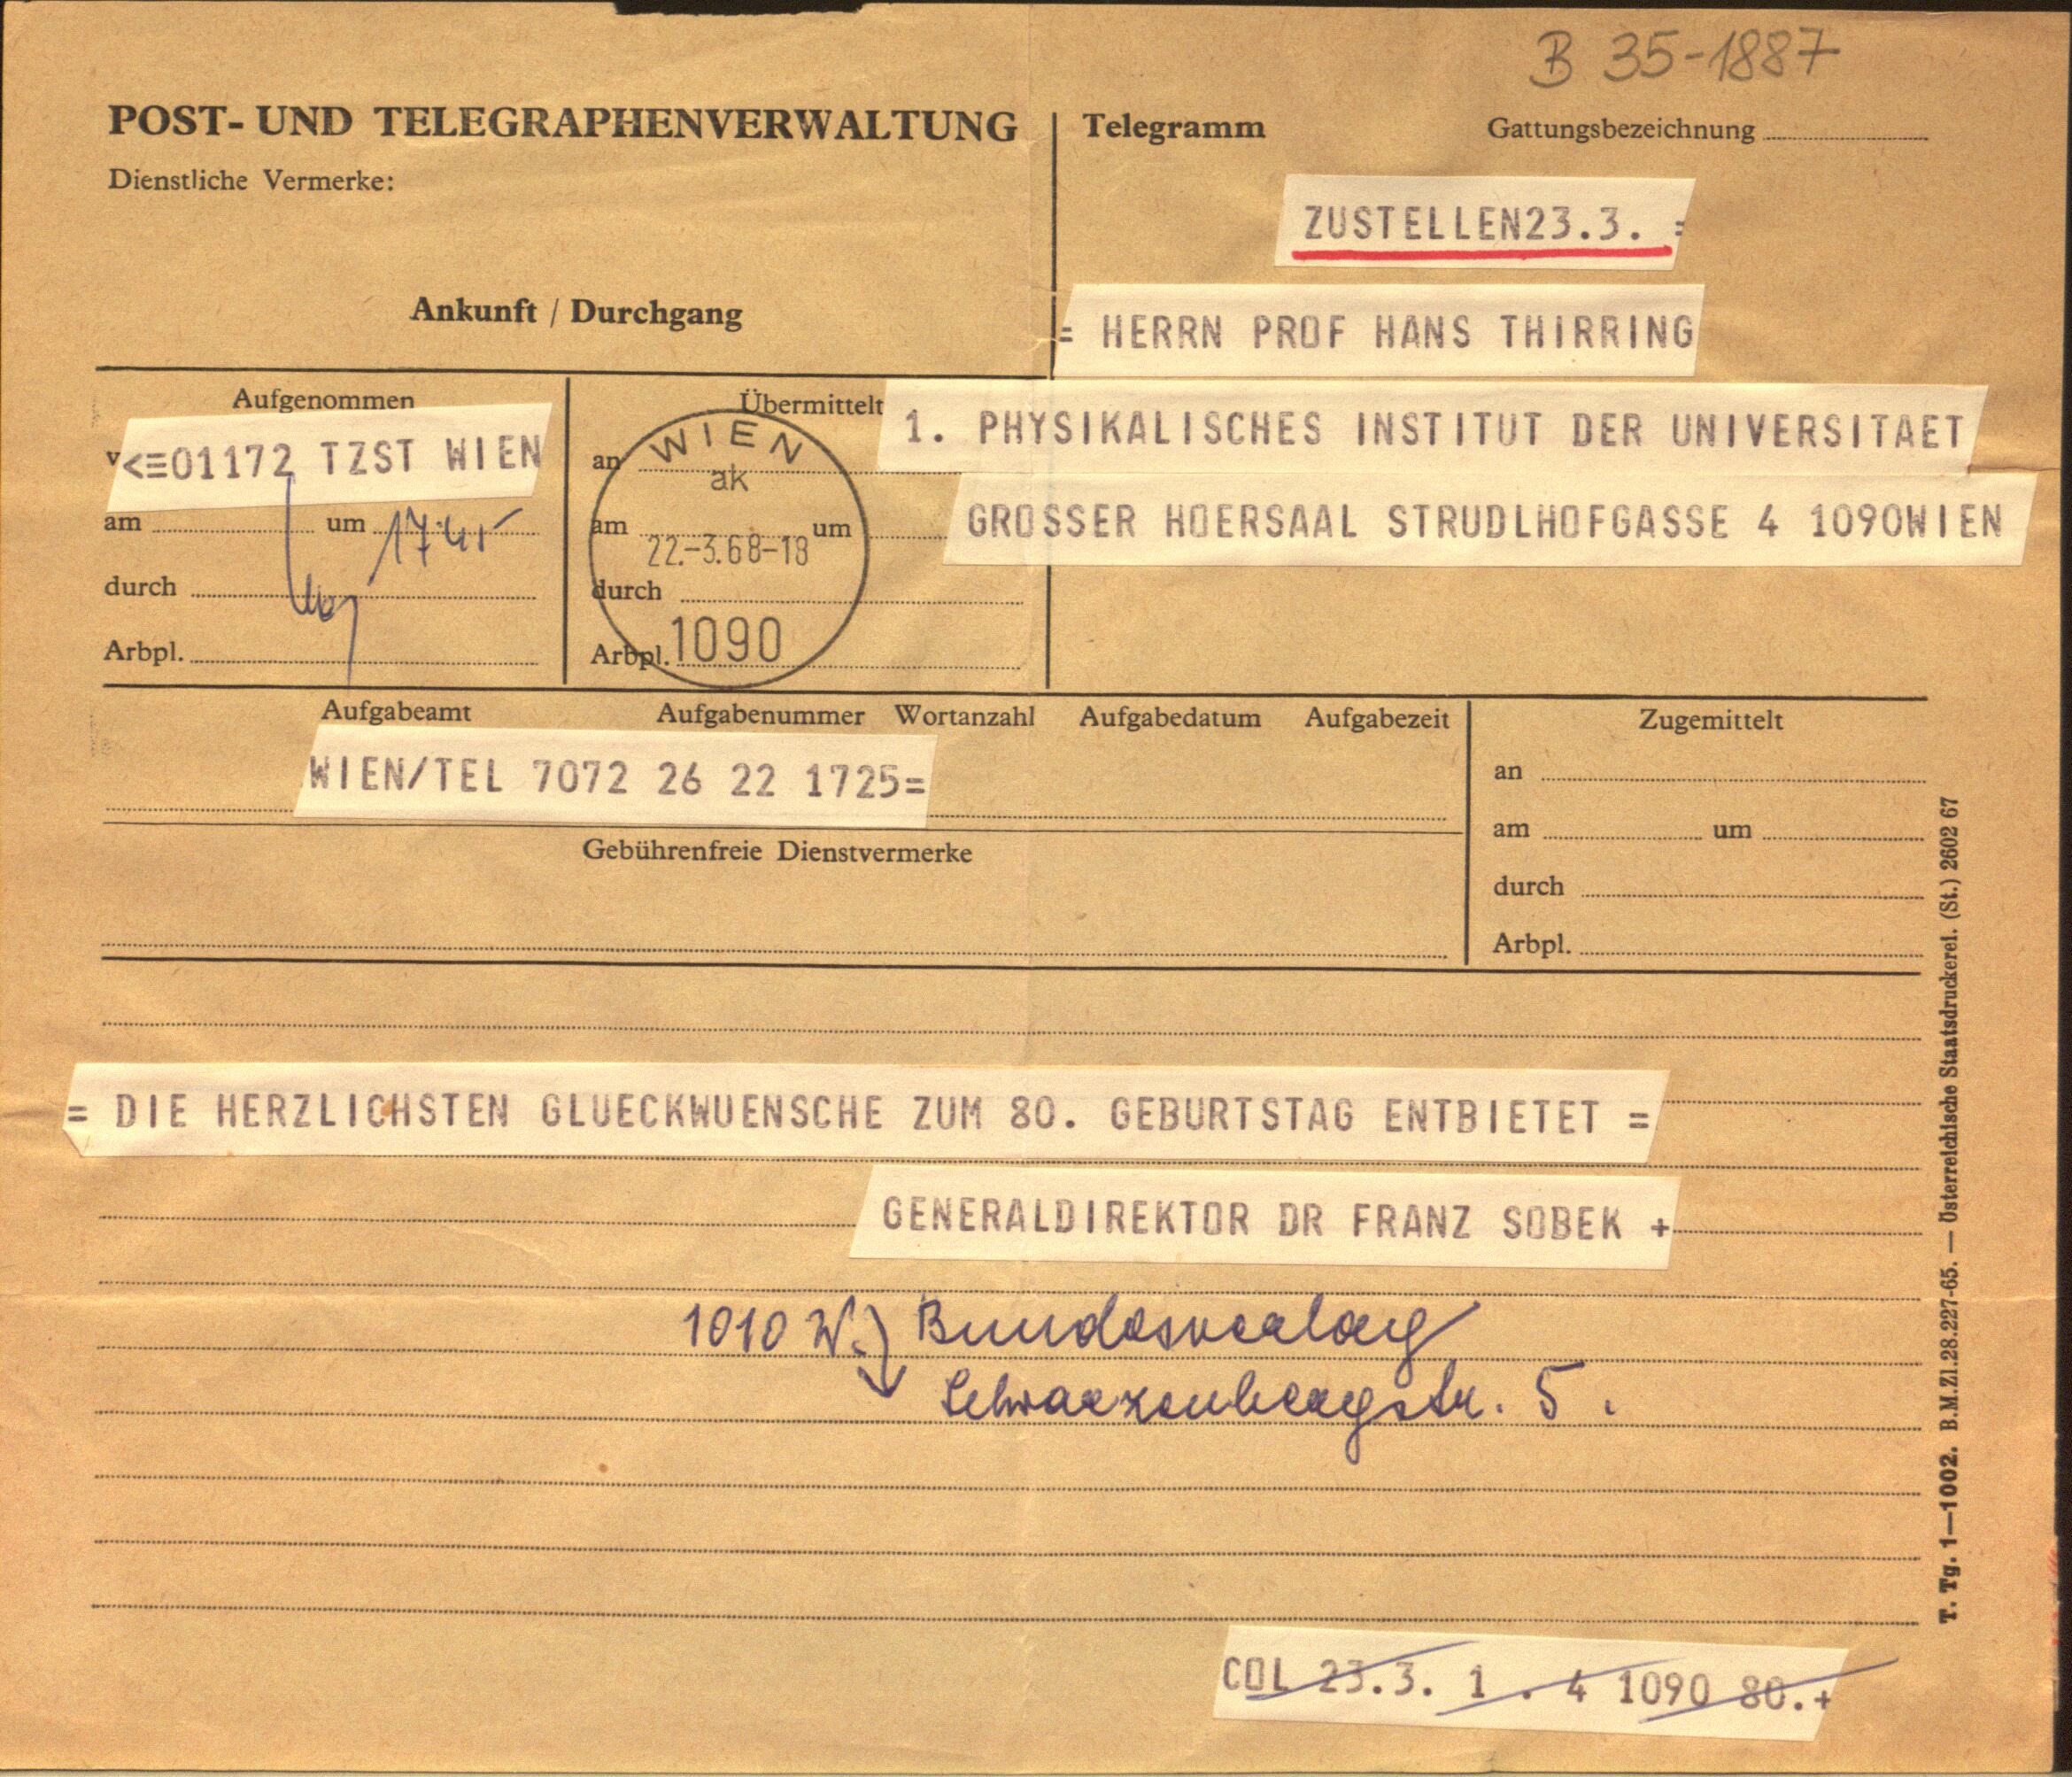 B 35-1887
POST- UND TELEGRAPHENVERWALTUNG
Telegramm
Gattungsbezeichnung
Dienstliche Vermerke:
ZUSTELLEN23.3. =
Ankunft / Durchgang
= HERRN PROF HANS THIRRING
1. PHYSIKALISCHES INSTITUT DER UNIVERSITAET
GROSSER HOERSAAL STRUDLHOFGASSE 4 1090WIEN
Aufgenommen
v <≡01172 TZST WIEN
am um 1745
durch
Arbpl.
Übermittelt
an
am um
durch
Arbpl.
WIEN
ak
22.-3.68-18
1090
Aufgabeamt Aufgabenummer Wortanzahl Aufgabedatum Aufgabezeit
WIEN/TEL 7072 26 22 1725=
Gebührenfreie Dienstvermerke
Zugemittelt
an
am um
durch
Arbpl.
= DIE HERZLICHSTEN GLUECKWUENSCHE ZUM 80. GEBURTSTAG ENTBIETET =
GENERALDIREKTOR DR FRANZ SOBEK +
1010 W. Bundesverlag
Schwarzenbergstr. 5.
COL 23.3. 1 . 4 1090 80.+
T. Tg. 1—1002. B.M.Zl.28.227-65. — Österreichische Staatsdruckerei. (St.) 2602 67